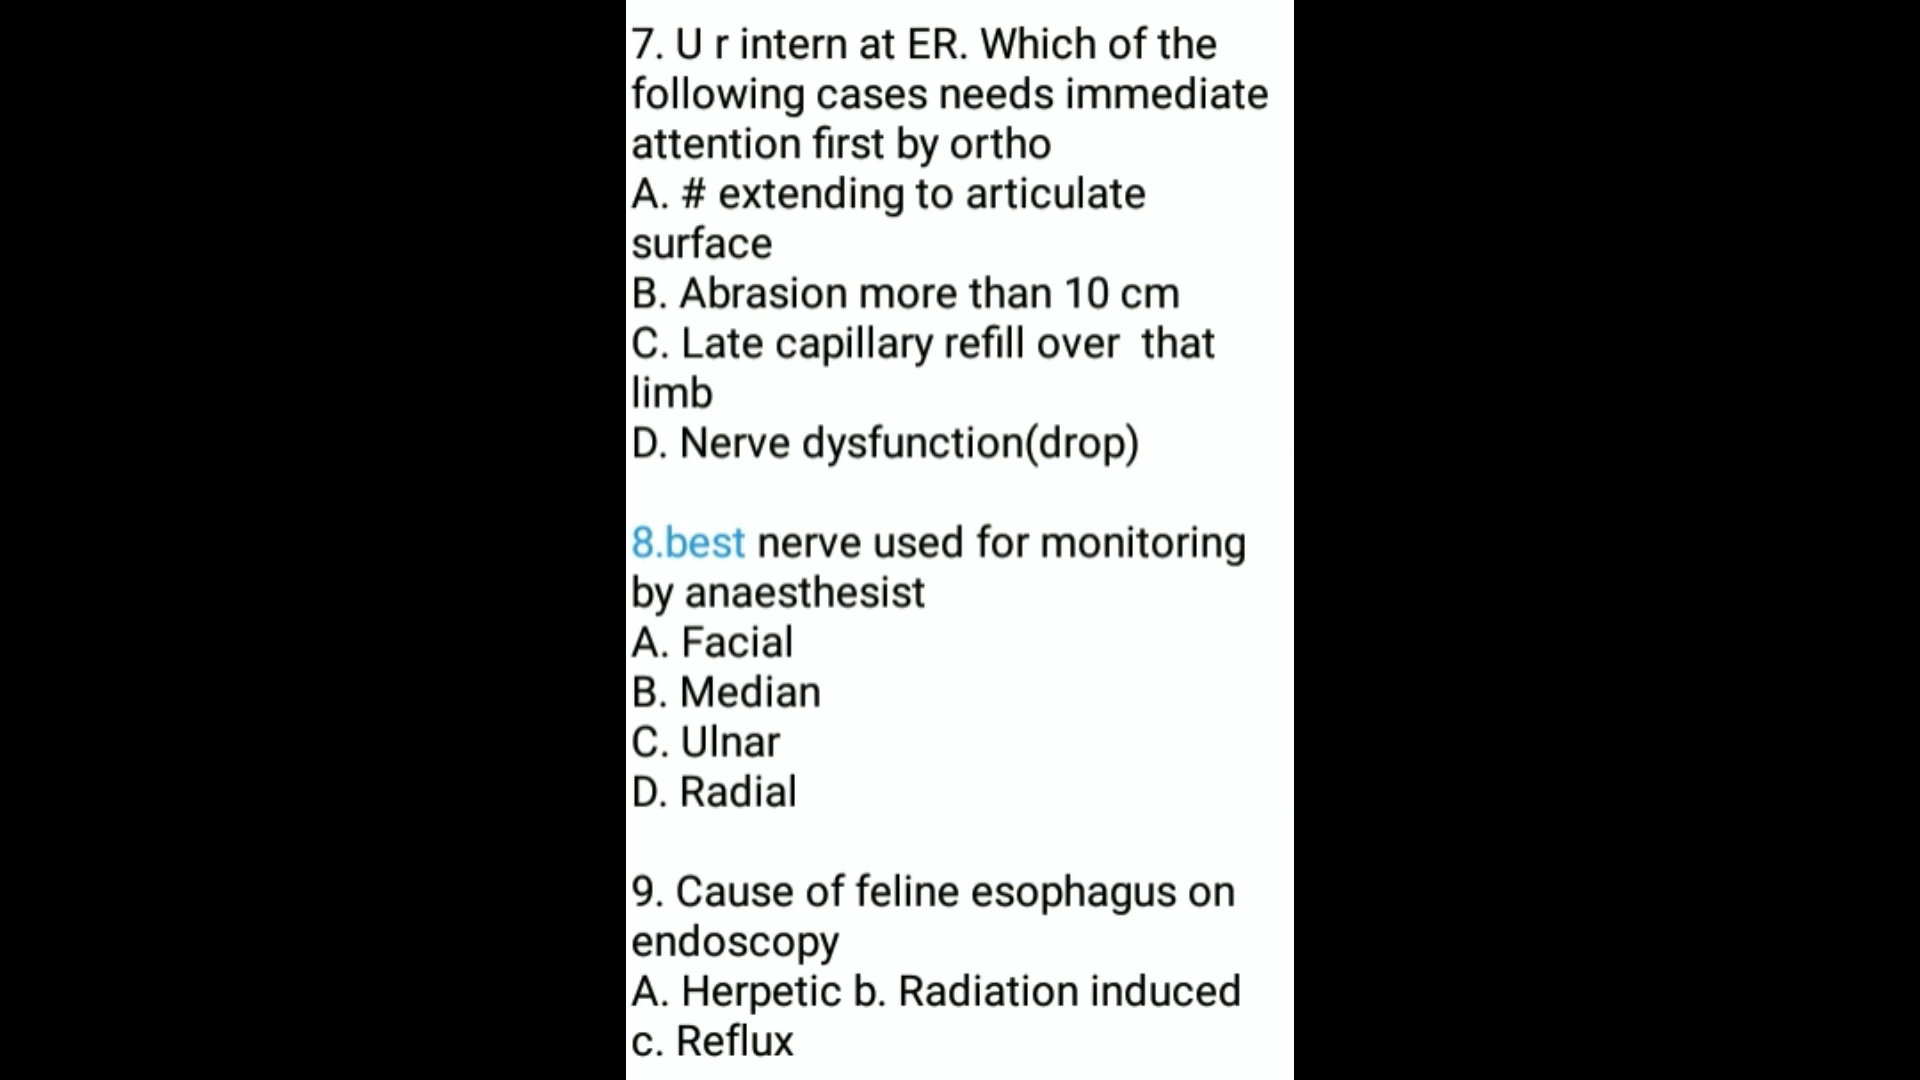 7. U r intern at ER. Which of the
following cases needs immediate
attention first by ortho
A. # extending to articulate
surface
B. Abrasion more than 10 cm
C. Late capillary refill over  that
limb
D. Nerve dysfunction(drop)
8.best nerve used for monitoring
by anaesthesist
A. Facial
B. Median
C. Ulnar
D. Radial
9. Cause of feline esophagus on
endoscopy
A. Herpetic b. Radiation induced
c. Reflux